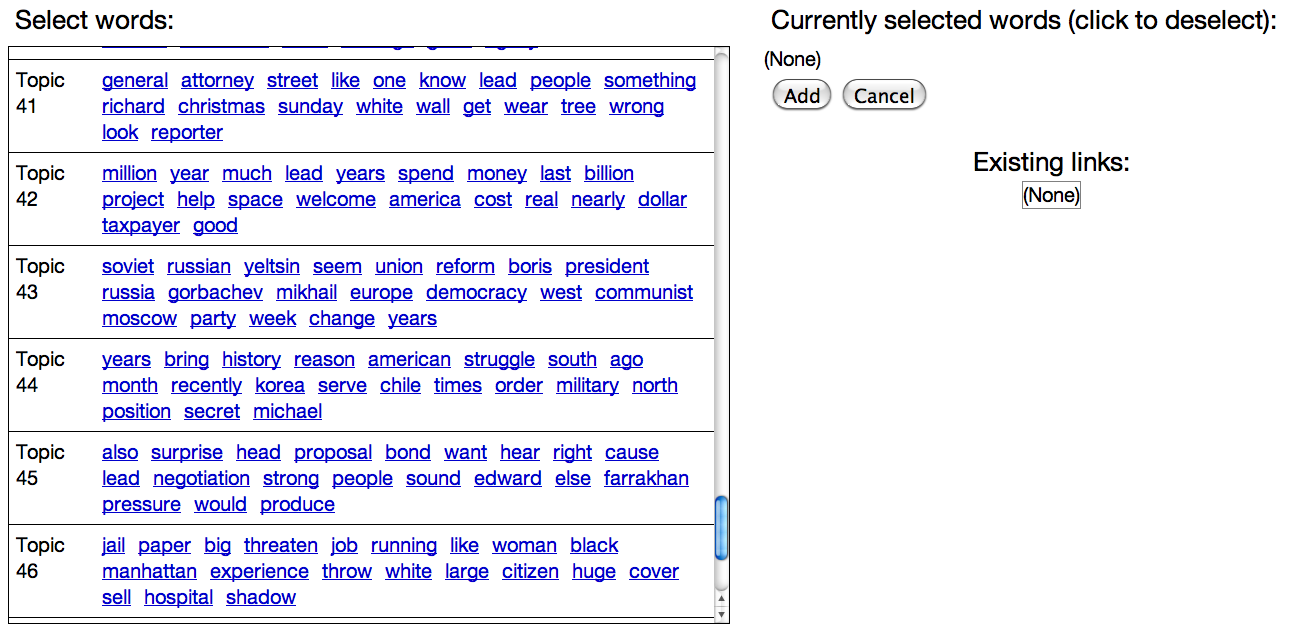 Select words:
Topic 41
general attorney street like one know lead people something
richard christmas sunday white wall get wear tree wrong
look reporter
Topic 42
million year much lead years spend money last billion
project help space welcome america cost real nearly dollar
taxpayer good
Topic 43
soviet russian yeltsin seem union reform boris president
russia gorbachev mikhail europe democracy west communist
moscow party week change years
Topic 44
years bring history reason american struggle south ago
month recently korea serve chile times order military north
position secret michael
Topic 45
also surprise head proposal bond want hear right cause
lead negotiation strong people sound edward else farrakhan
pressure would produce
Topic 46
jail paper big threaten job running like woman black
manhattan experience throw white large citizen huge cover
sell hospital shadow
Currently selected words (click to deselect):
(None)
Add Cancel
Existing links:
(None)